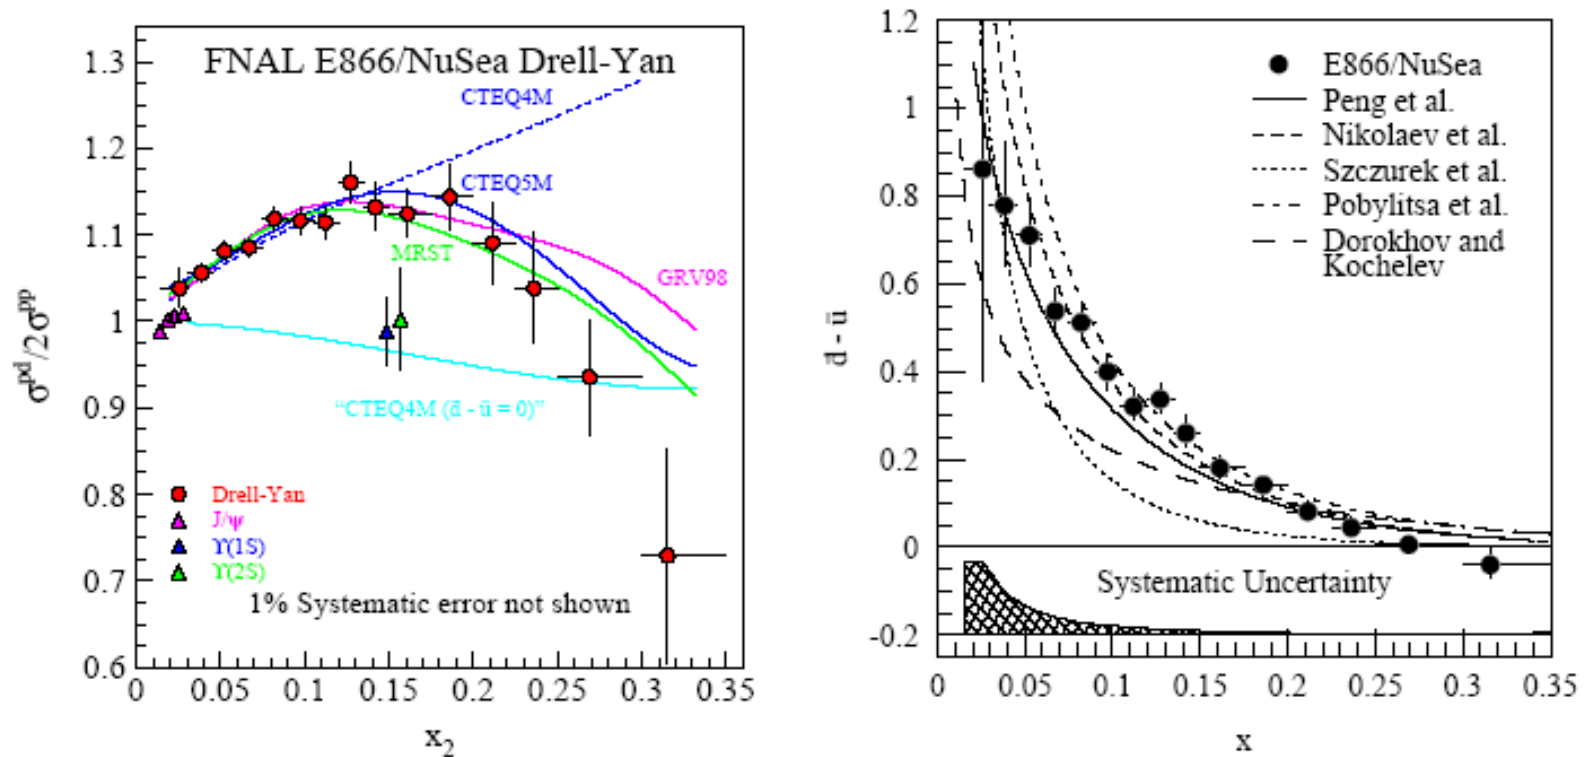 FNAL E866/NuSea Drell-Yan
CTEQ4M
CTEQ5M
MRST
GRV98
"CTEQ4M (d̄ - ū = 0)"
Drell-Yan
J/ψ
Υ(1S)
Υ(2S)
1% Systematic error not shown
σᵖᵈ/2σᵖᵖ
1.3
1.2
1.1
1
0.9
0.8
0.7
0.6
0 0.05 0.1 0.15 0.2 0.25 0.3 0.35
x₂
E866/NuSea
Peng et al.
Nikolaev et al.
Szczurek et al.
Pobylitsa et al.
Dorokhov and
Kochelev
d̄ - ū
1.2
1
0.8
0.6
0.4
0.2
0
-0.2
Systematic Uncertainty
0 0.05 0.1 0.15 0.2 0.25 0.3 0.35
x